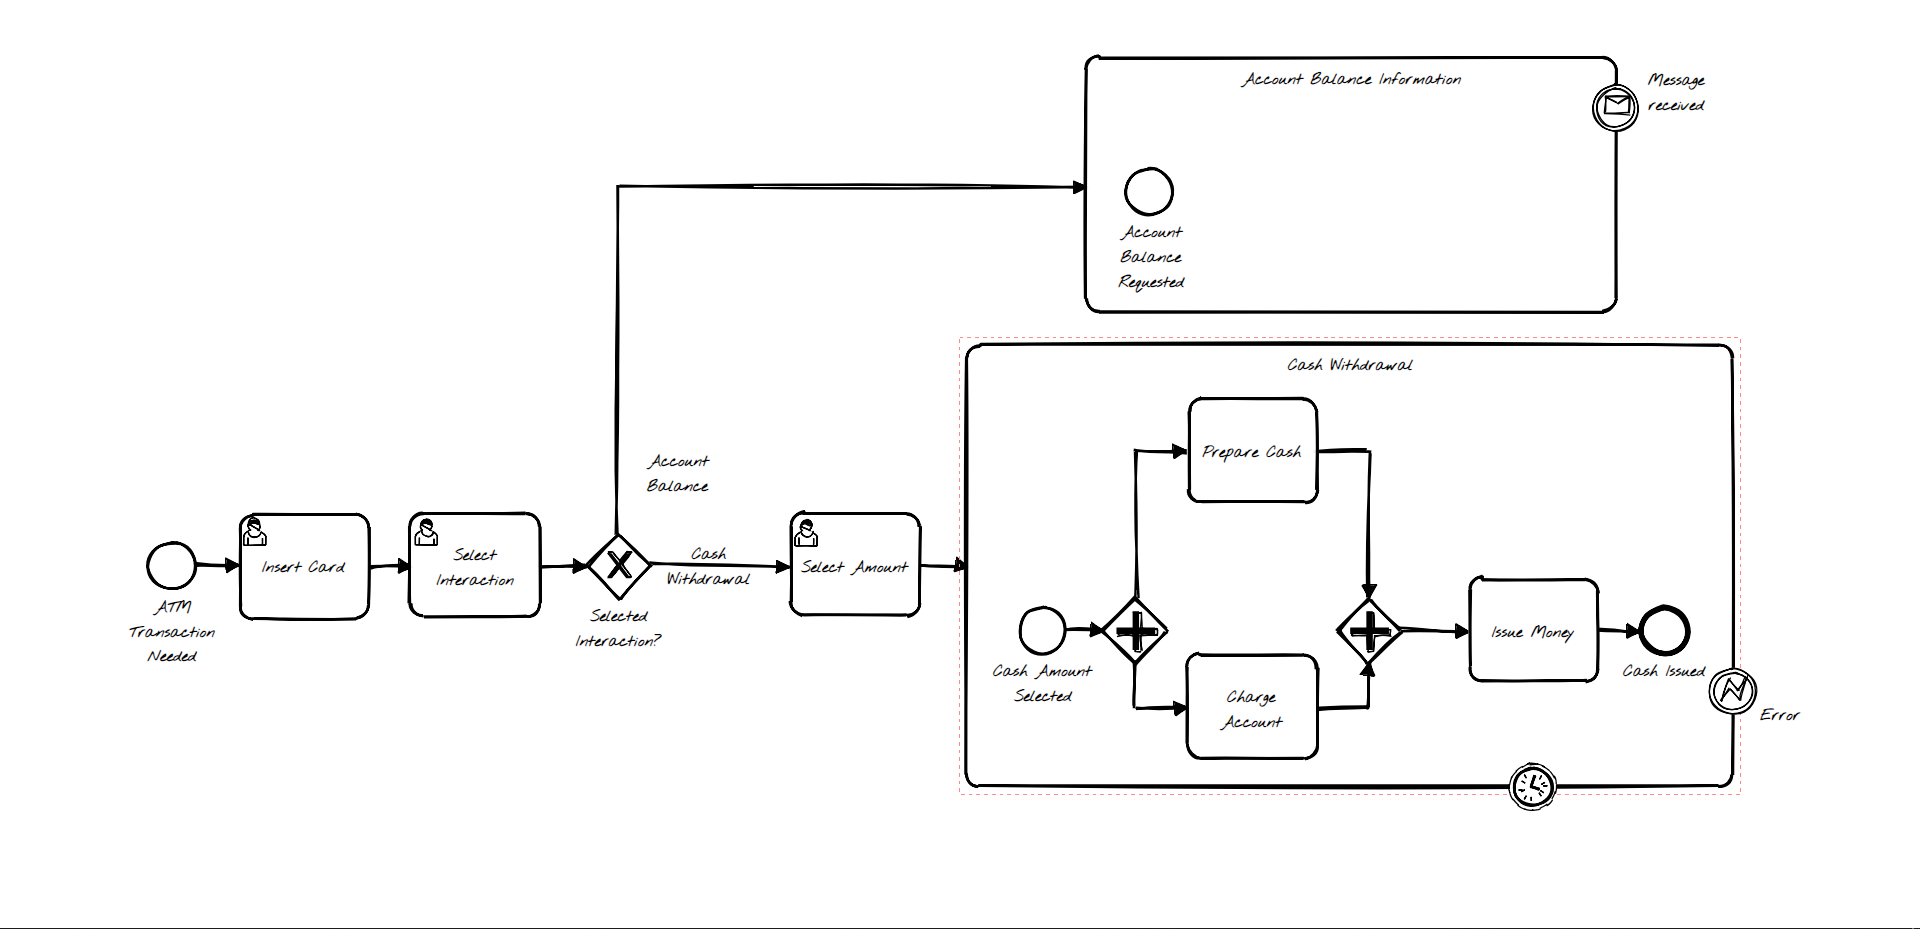 Account Balance Information
Message
received
Account
Balance
Requested
Cash Withdrawal
Prepare Cash
Account
Balance
Insert Card
Select
Interaction
Cash
Withdrawal
Select Amount
ATM
Transaction
Needed
Selected
Interaction?
Cash Amount
Selected
Charge
Account
Issue Money
Cash Issued
Error